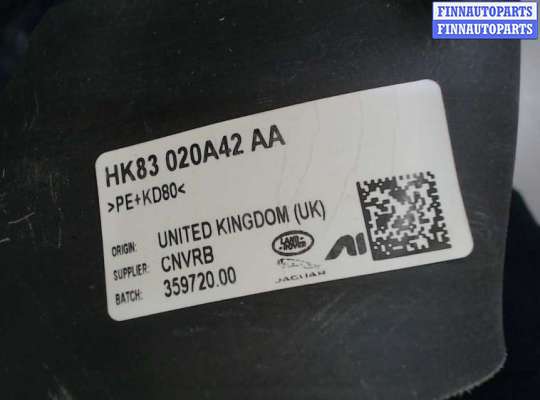 FINNAUTOPARTS
FINNAUTOPARTS
HK83 020A42 AA
>PE+KD80<
ORIGIN: UNITED KINGDOM (UK)
SUPPLIER: CNVRB
BATCH: 359720.00
LAND-
ROVER
JAGUAR
AI